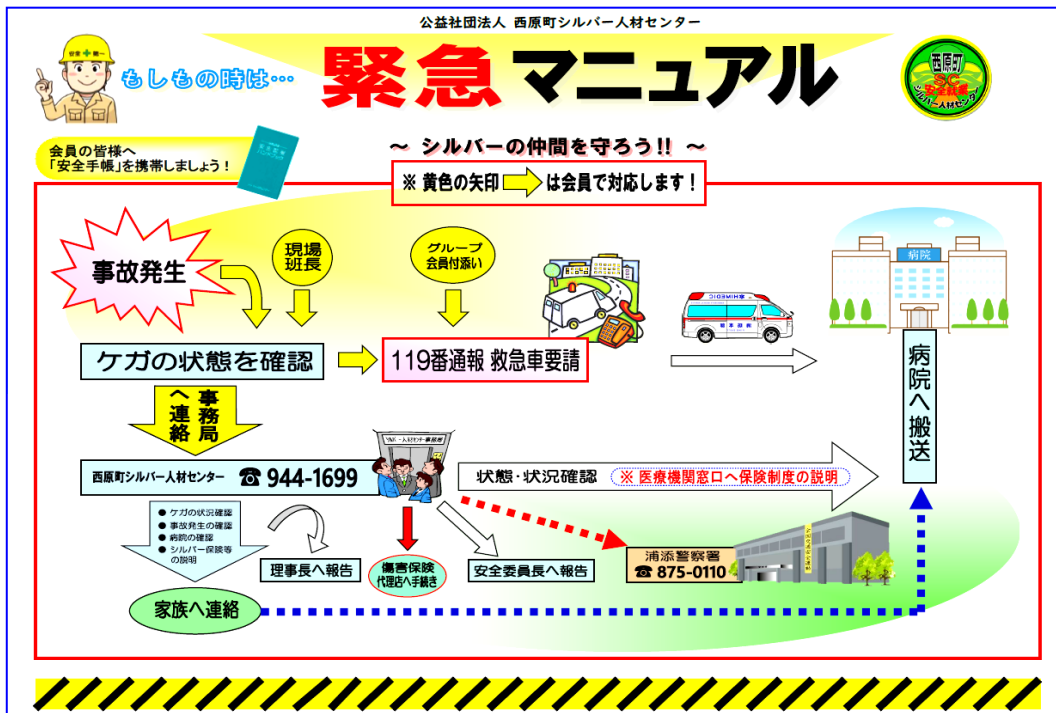 公益社団法人 西原町シルバー人材センター
安全＋第一
もしもの時は…
緊急マニュアル
西原町
SC
安全就業
シルバー人材センター
会員の皆様へ
「安全手帳」を携帯しましょう！
～ シルバーの仲間を守ろう!! ～
※ 黄色の矢印 は会員で対応します！
事故発生
現場
班長
グループ
会員付添い
病院
ケガの状態を確認
119番通報 救急車要請
病院へ搬送
事務局
へ連絡
西原町シルバー人材センター ☎ 944-1699
状態・状況確認 ※ 医療機関窓口へ保険制度の説明
● ケガの状況確認
● 事故発生の確認
● 病院の確認
● シルバー保険等
の説明
理事長へ報告
傷害保険
代理店へ手続き
安全委員長へ報告
浦添警察署
☎ 875-0110
家族へ連絡